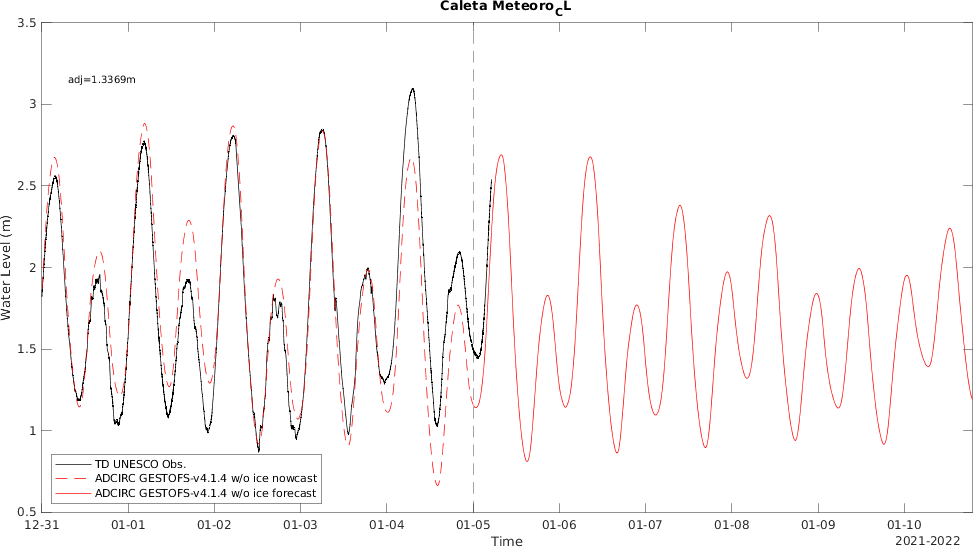 Caleta Meteoro_CL
3.5
adj=1.3369m
3
2.5
2
Water Level (m)
1.5
1
TD UNESCO Obs.
ADCIRC GESTOFS-v4.1.4 w/o ice nowcast
ADCIRC GESTOFS-v4.1.4 w/o ice forecast
0.5
12-31 01-01 01-02 01-03 01-04 01-05 01-06 01-07 01-08 01-09 01-10
Time
2021-2022